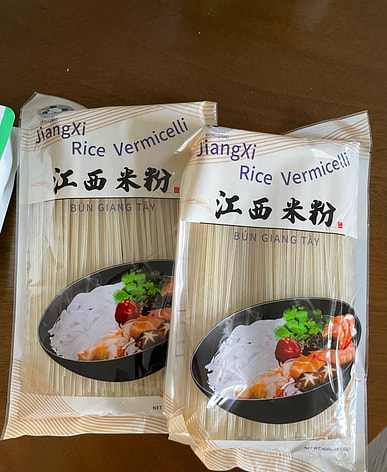 JiangXi
Rice Vermicelli
江西米粉
BÚN GIANG TÂY
JiangXi
Rice Vermicelli
江西米粉
BÚN GIANG TÂY